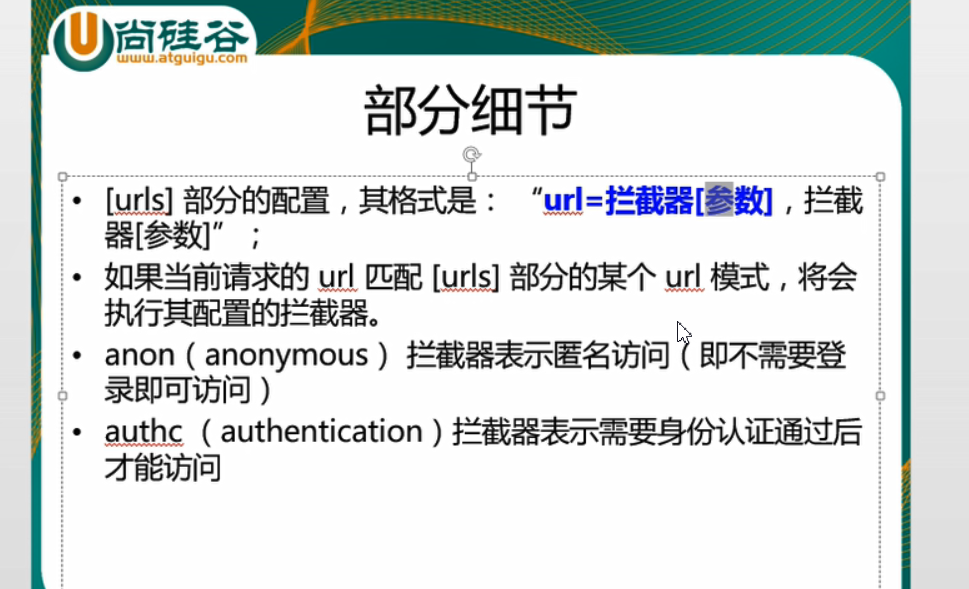 尚硅谷
www.atguigu.com
部分细节
• [urls] 部分的配置，其格式是： “url=拦截器[参数]，拦截
器[参数]” ；
• 如果当前请求的 url 匹配 [urls] 部分的某个 url 模式，将会
执行其配置的拦截器。
• anon（anonymous） 拦截器表示匿名访问（即不需要登
录即可访问）
• authc （authentication）拦截器表示需要身份认证通过后
才能访问